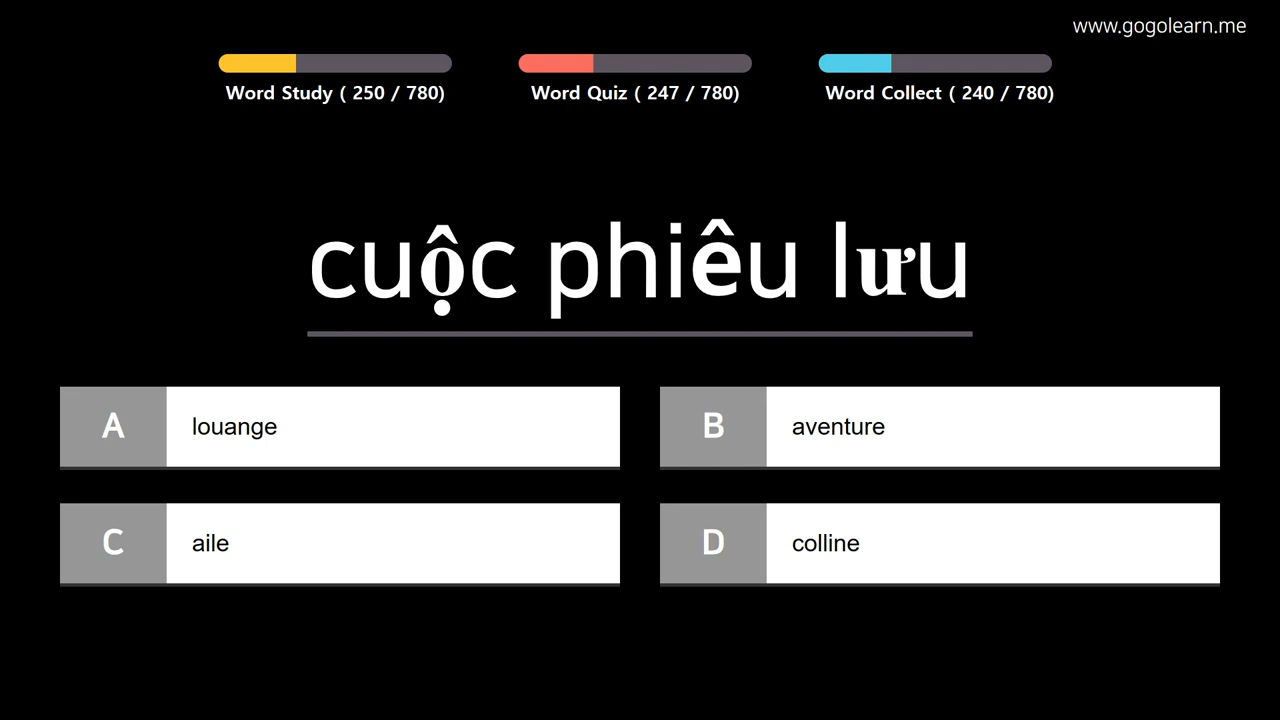 www.gogolearn.me
Word Study ( 250 / 780)
Word Quiz ( 247 / 780)
Word Collect ( 240 / 780)
cuộc phiêu lưu
A louange
B aventure
C aile
D colline